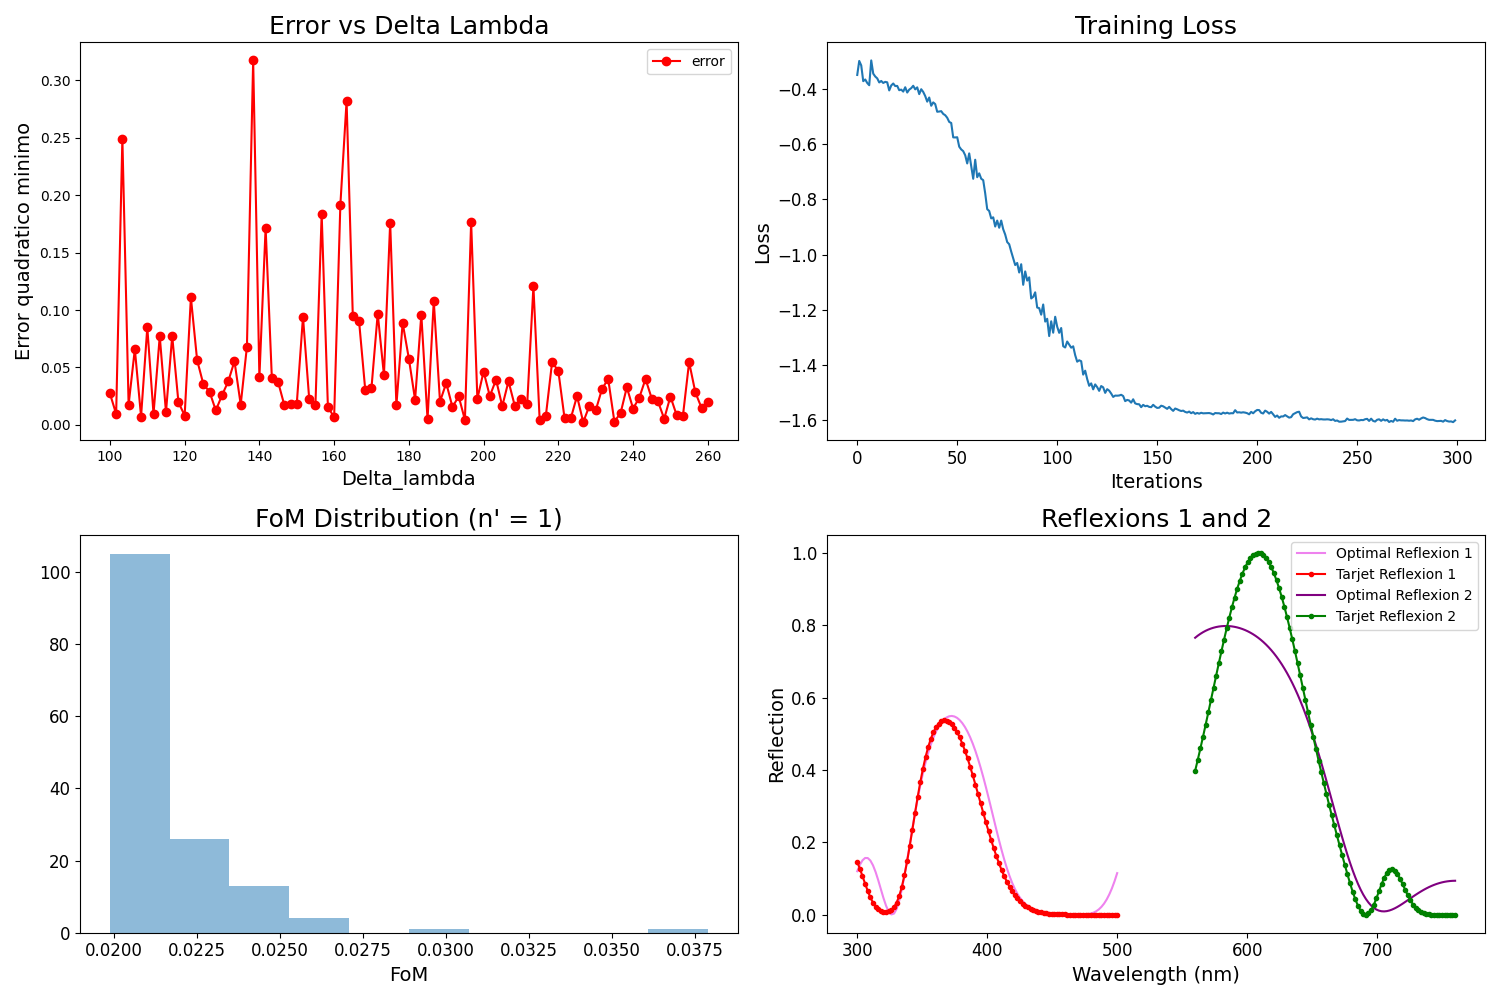 Error vs Delta Lambda
error
Error quadratico minimo
0.30
0.25
0.20
0.15
0.10
0.05
0.00
100 120 140 160 180 200 220 240 260
Delta_lambda
Training Loss
Loss
−0.4
−0.6
−0.8
−1.0
−1.2
−1.4
−1.6
0 50 100 150 200 250 300
Iterations
FoM Distribution (n' = 1)
100
80
60
40
20
0
0.0200 0.0225 0.0250 0.0275 0.0300 0.0325 0.0350 0.0375
FoM
Reflexions 1 and 2
Optimal Reflexion 1
Tarjet Reflexion 1
Optimal Reflexion 2
Tarjet Reflexion 2
Reflection
1.0
0.8
0.6
0.4
0.2
0.0
300 400 500 600 700
Wavelength (nm)